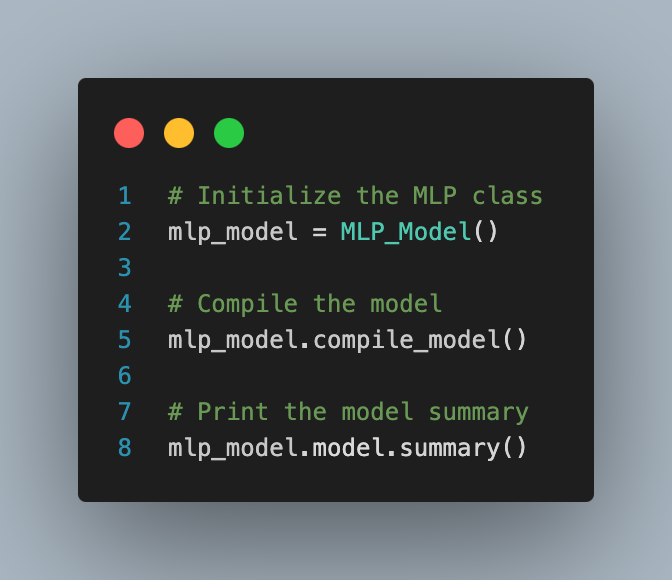 1 # Initialize the MLP class
2 mlp_model = MLP_Model()
3
4 # Compile the model
5 mlp_model.compile_model()
6
7 # Print the model summary
8 mlp_model.model.summary()